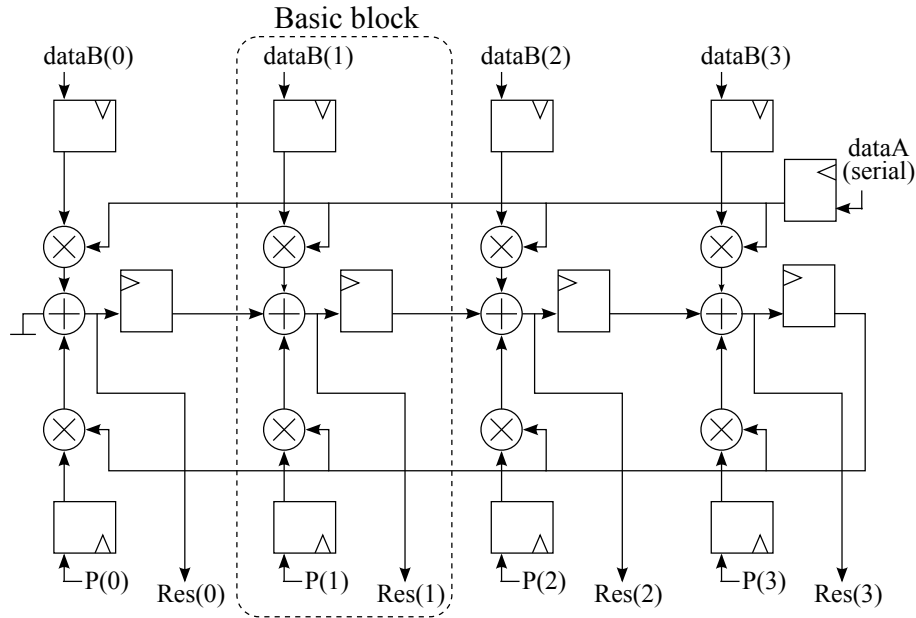 Basic block
dataB(0)
dataB(1)
dataB(2)
dataB(3)
dataA
(serial)
P(0)
Res(0)
P(1)
Res(1)
P(2)
Res(2)
P(3)
Res(3)